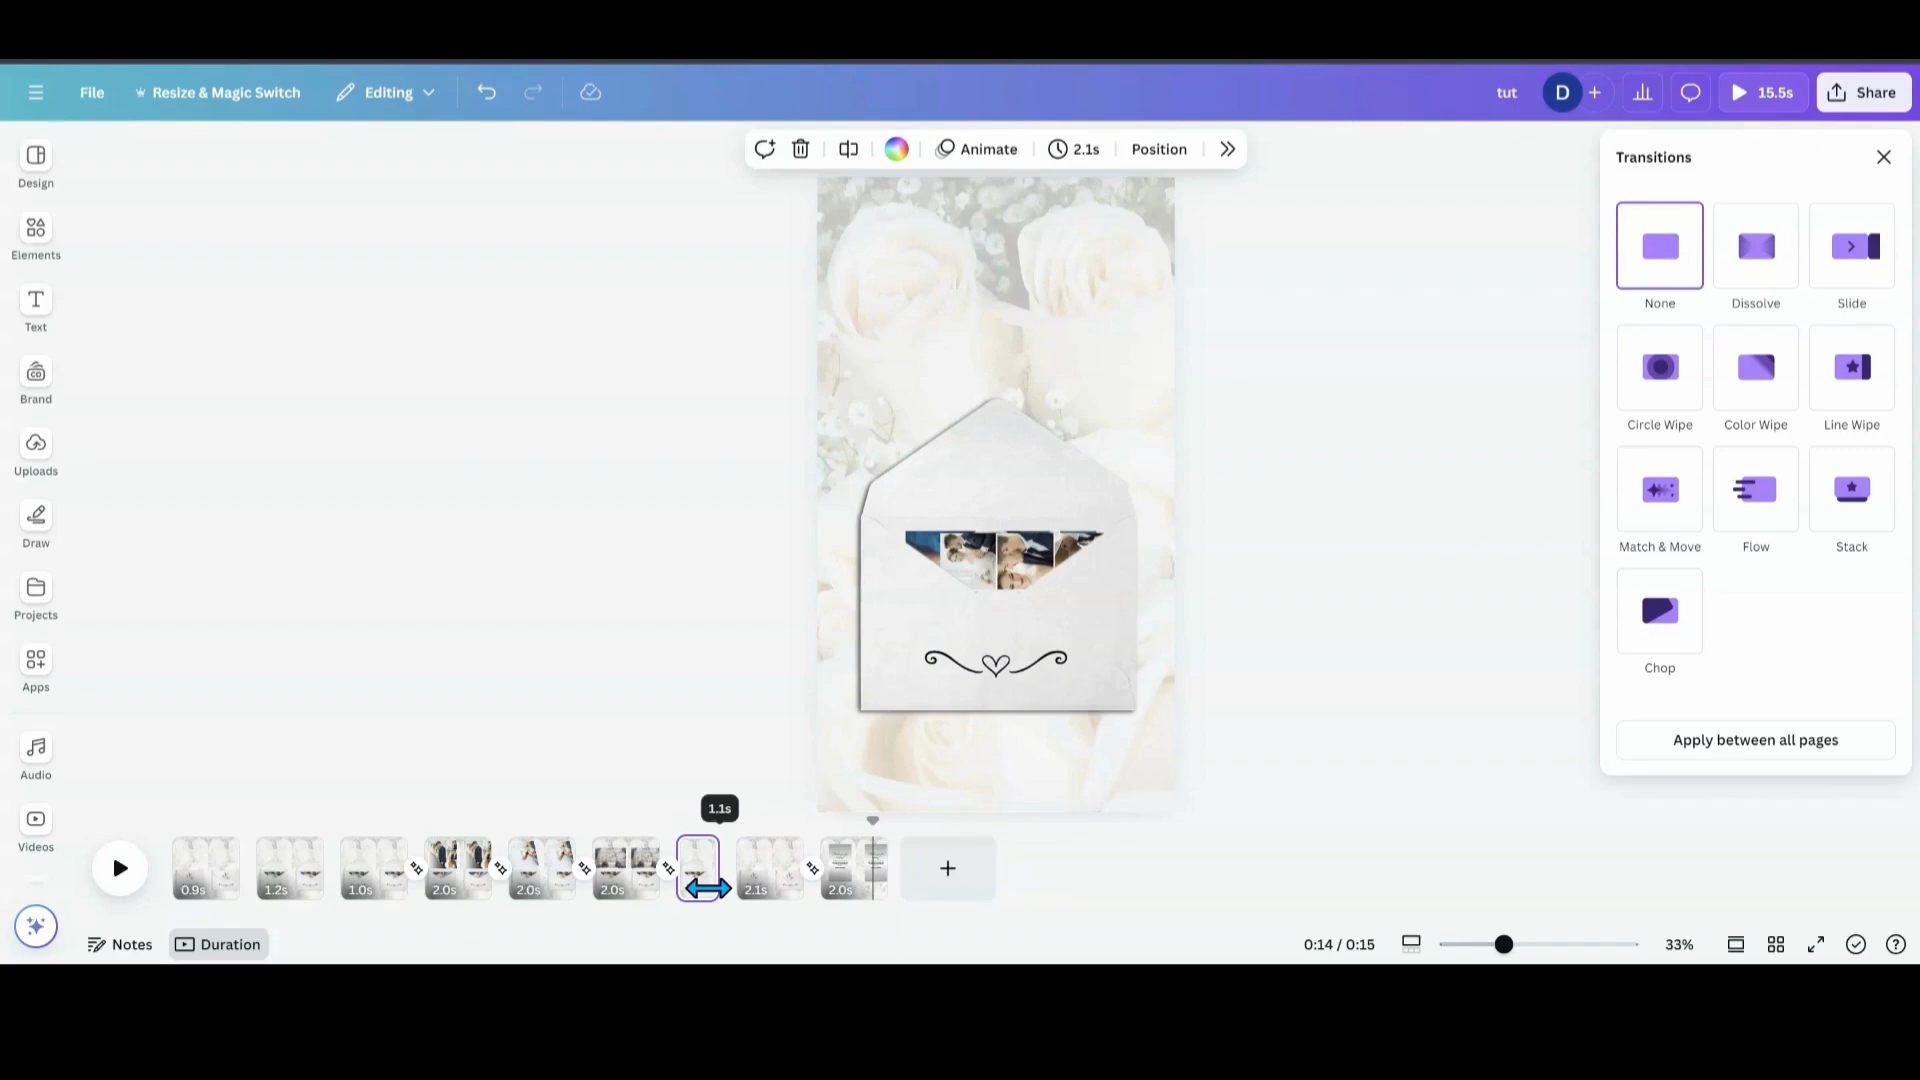 File
Resize & Magic Switch
Editing
tut
D
15.5s
Share
Animate
2.1s
Position
Transitions
None
Dissolve
Slide
Circle Wipe
Color Wipe
Line Wipe
Match & Move
Flow
Stack
Chop
Apply between all pages
Design
Elements
Text
CO
Brand
Uploads
Draw
Projects
Apps
Audio
Videos
1.1s
0.9s
1.2s
1.0s
2.0s
2.0s
2.0s
2.1s
2.0s
Notes
Duration
0:14 / 0:15
33%